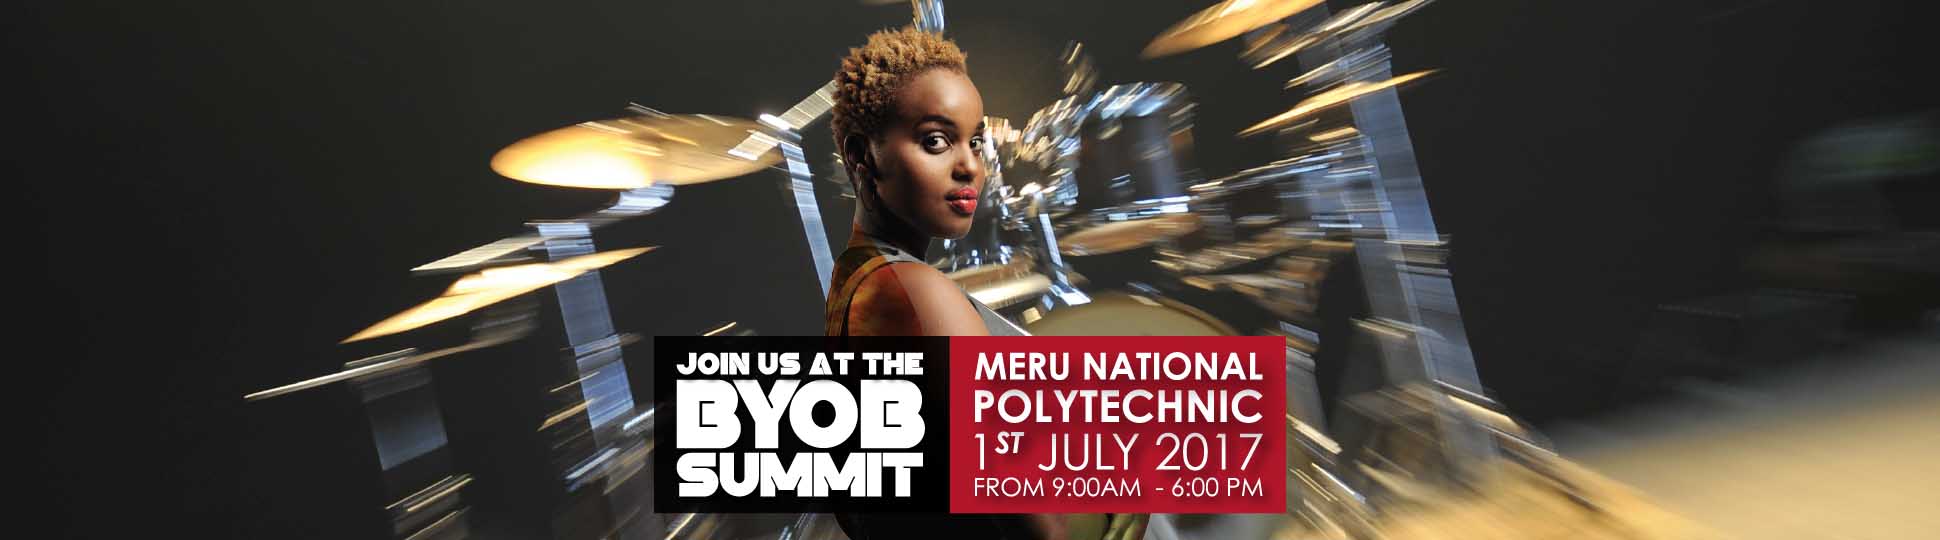 JOIN US AT THE
BYOB
SUMMIT
MERU NATIONAL
POLYTECHNIC
1ST JULY 2017
FROM 9:00AM - 6:00 PM